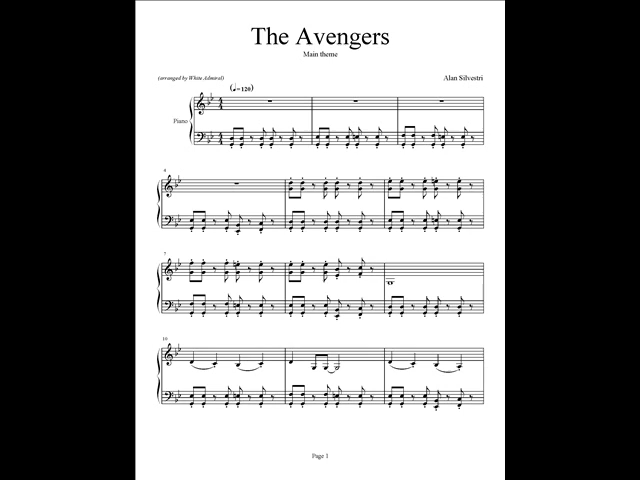 The Avengers
Main theme
(arranged by White Admiral)
Alan Silvestri
(♩=120)
Piano
4
7
10
Page 1